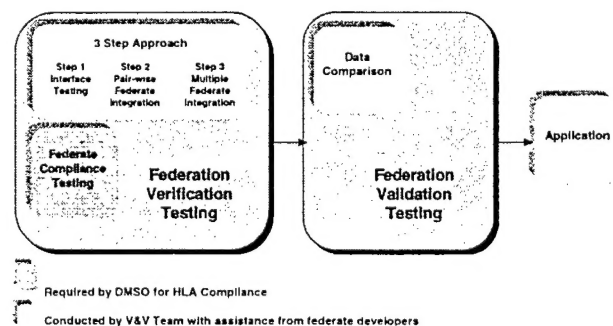 3 Step Approach
Step 1
Interface
Testing
Step 2
Pair-wise
Federate
Integration
Step 3
Multiple
Federate
Integration
Federate
Compliance
Testing
Federation
Verification
Testing
Data
Comparison
Federation
Validation
Testing
Application
Required by DMSO for HLA Compliance
Conducted by V&V Team with assistance from federate developers